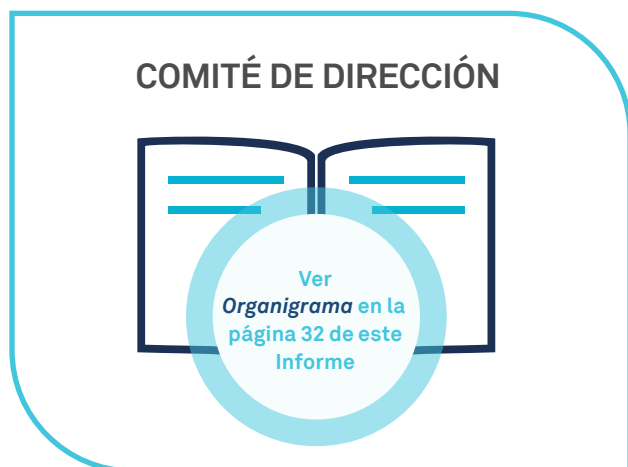 COMITÉ DE DIRECCIÓN
Ver
Organigrama en la
página 32 de este
Informe